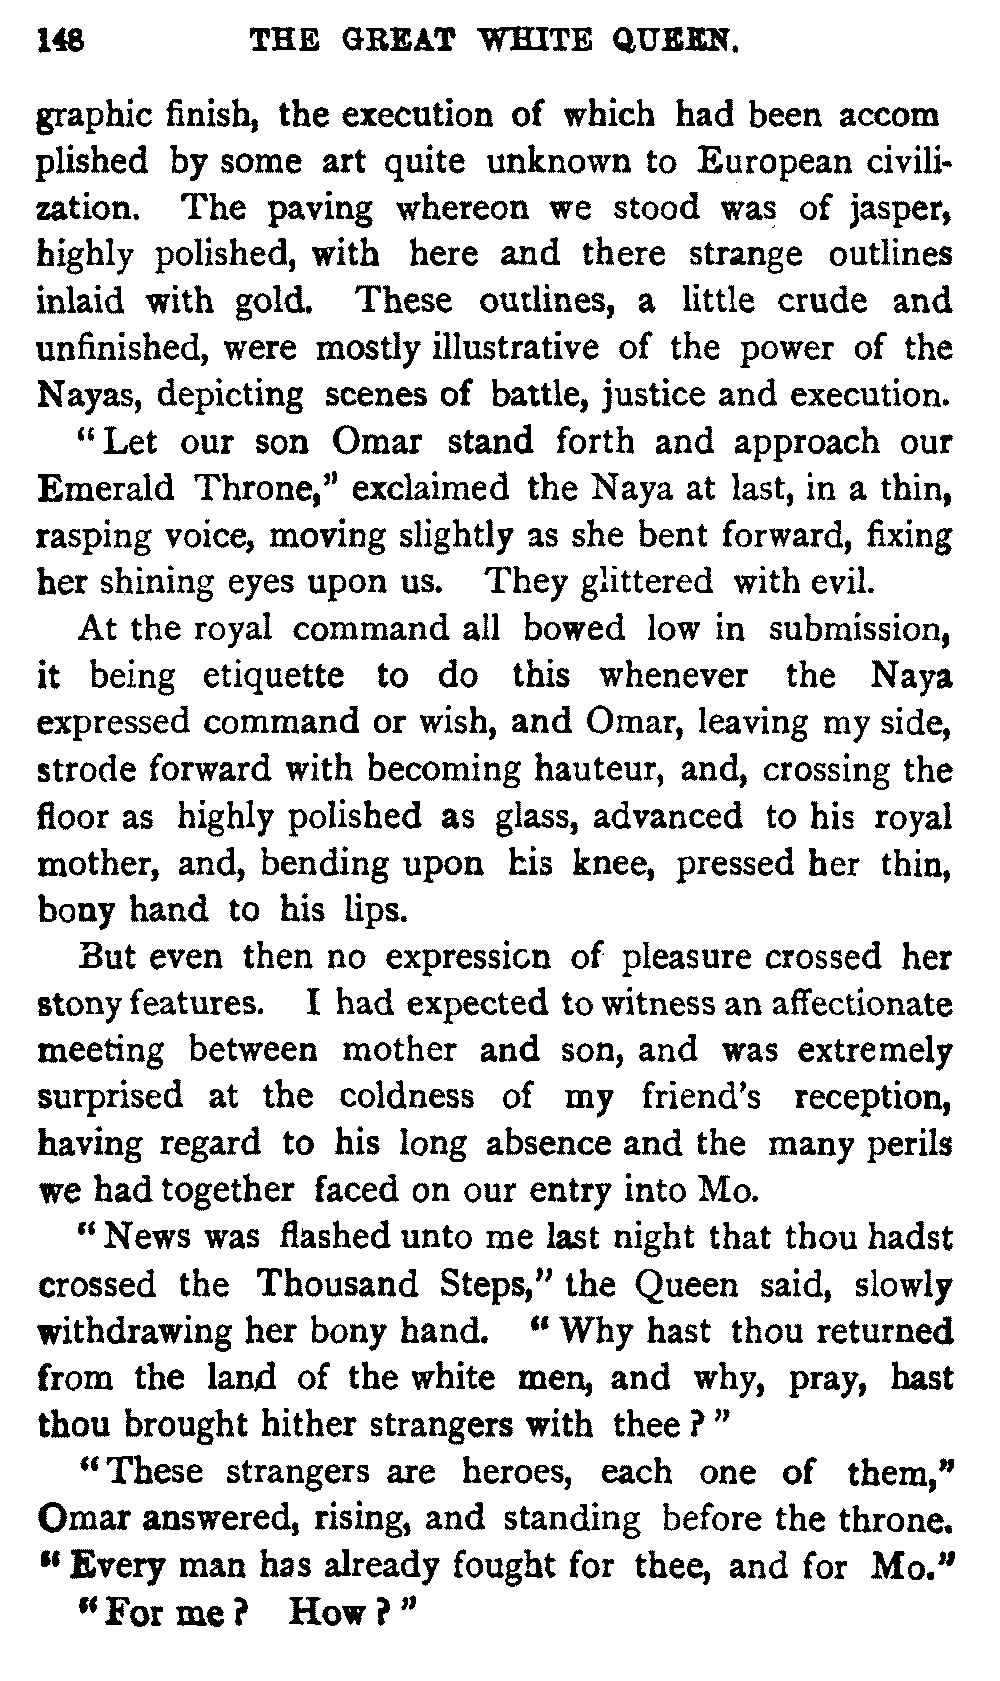 148 THE GREAT WHITE QUEEN.
graphic finish, the execution of which had been accom
plished by some art quite unknown to European civili-
zation. The paving whereon we stood was of jasper,
highly polished, with here and there strange outlines
inlaid with gold. These outlines, a little crude and
unfinished, were mostly illustrative of the power of the
Nayas, depicting scenes of battle, justice and execution.
"Let our son Omar stand forth and approach our
Emerald Throne," exclaimed the Naya at last, in a thin,
rasping voice, moving slightly as she bent forward, fixing
her shining eyes upon us. They glittered with evil.
At the royal command all bowed low in submission,
it being etiquette to do this whenever the Naya
expressed command or wish, and Omar, leaving my side,
strode forward with becoming hauteur, and, crossing the
floor as highly polished as glass, advanced to his royal
mother, and, bending upon his knee, pressed her thin,
bony hand to his lips.
But even then no expression of pleasure crossed her
stony features. I had expected to witness an affectionate
meeting between mother and son, and was extremely
surprised at the coldness of my friend's reception,
having regard to his long absence and the many perils
we had together faced on our entry into Mo.
"News was flashed unto me last night that thou hadst
crossed the Thousand Steps," the Queen said, slowly
withdrawing her bony hand. "Why hast thou returned
from the land of the white men, and why, pray, hast
thou brought hither strangers with thee?"
"These strangers are heroes, each one of them,"
Omar answered, rising, and standing before the throne.
"Every man has already fought for thee, and for Mo."
"For me? How?"